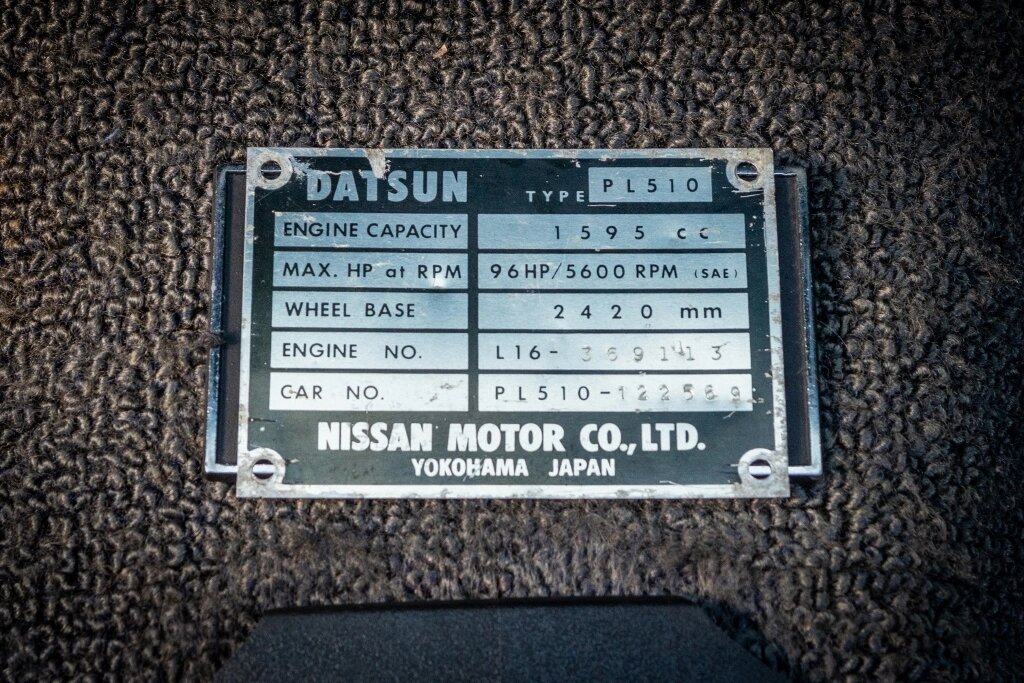 DATSUN TYPE PL510
ENGINE CAPACITY 1595 cc
MAX. HP at RPM 96HP/5600 RPM (SAE)
WHEEL BASE 2420 mm
ENGINE NO. L16-369113
CAR NO. PL510-122569
NISSAN MOTOR CO., LTD.
YOKOHAMA JAPAN